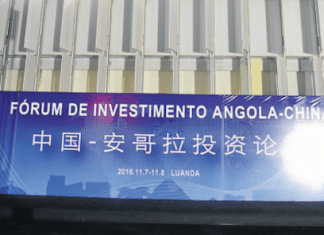 FÓRUM DE INVESTIMENTO ANGOLA-CHINA
中国-安哥拉投资论
2016.11.7-11.8 LUANDA